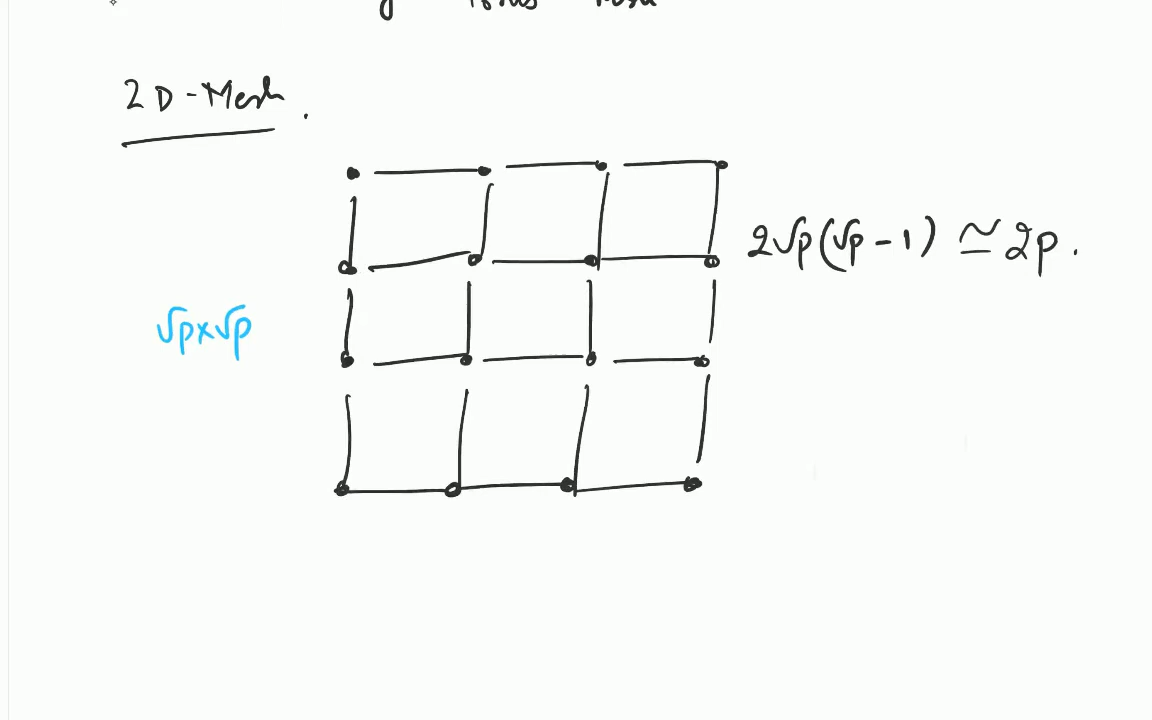 2D-Mesh.
2√p(√p - 1) ≃ 2p.
√p×√p